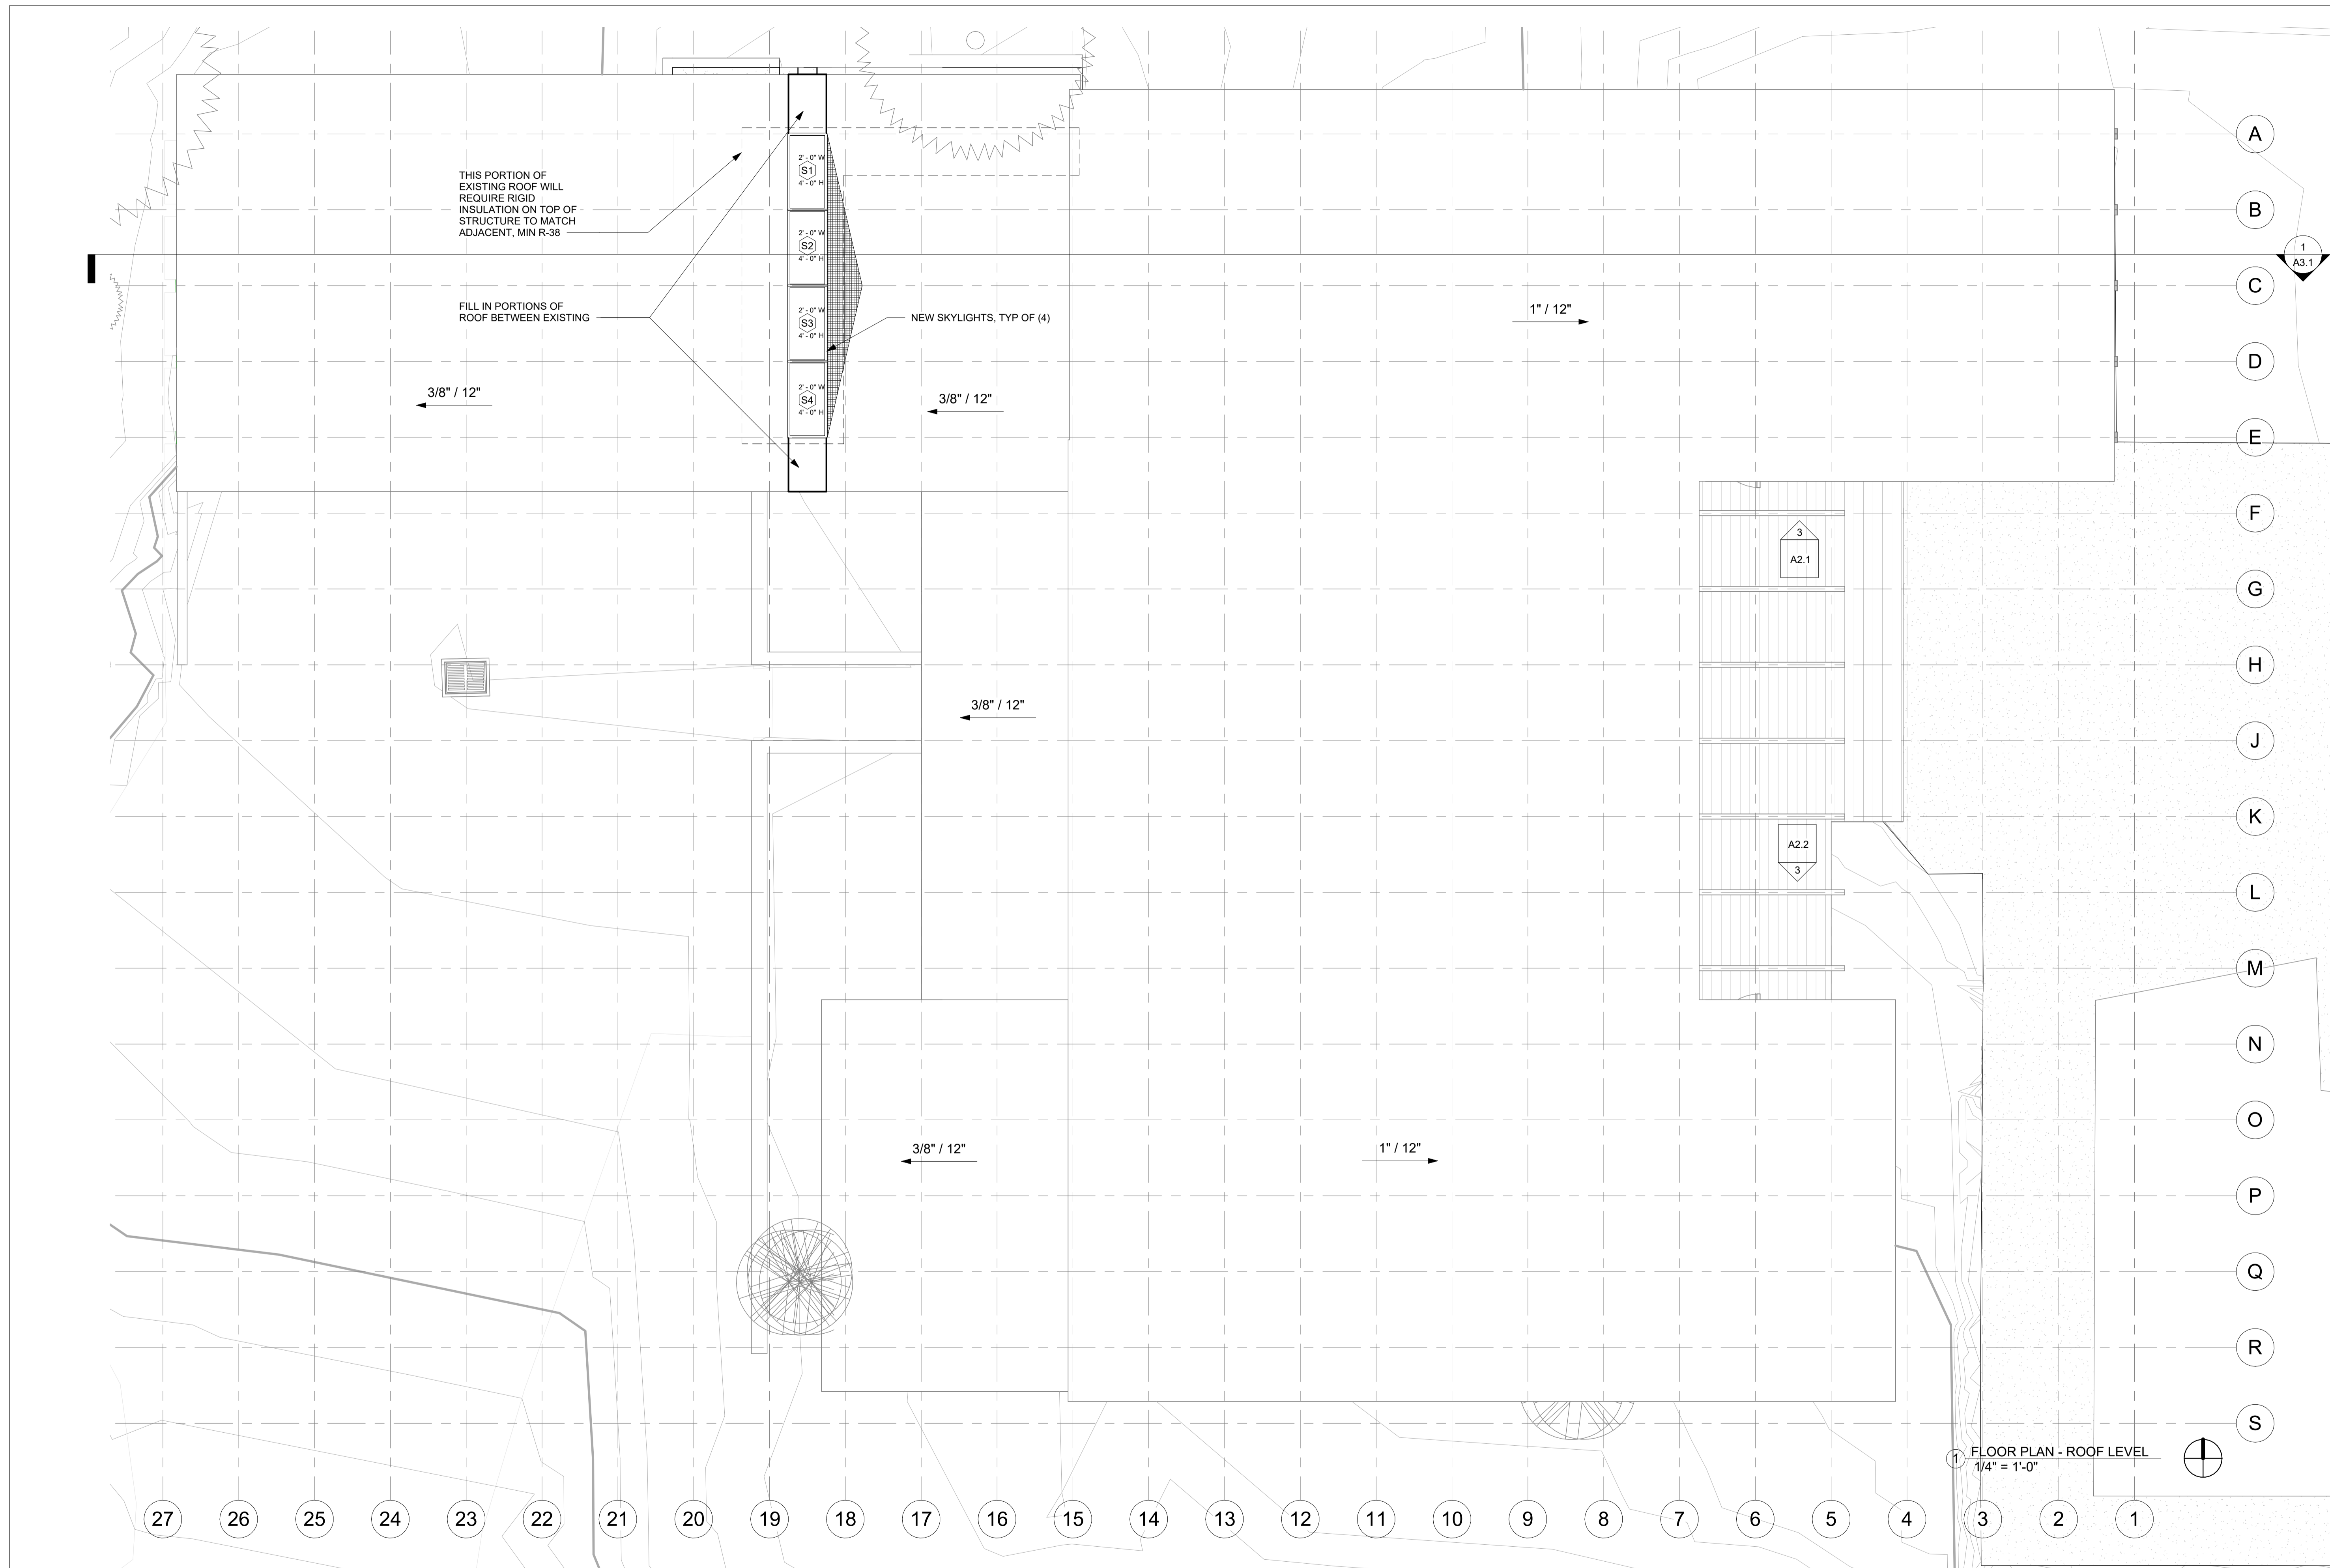 THIS PORTION OF
EXISTING ROOF WILL
REQUIRE RIGID
INSULATION ON TOP OF
STRUCTURE TO MATCH
ADJACENT, MIN R-38
FILL IN PORTIONS OF
ROOF BETWEEN EXISTING
2' - 0" W
S1
4' - 0" H
2' - 0" W
S2
4' - 0" H
2' - 0" W
S3
4' - 0" H
2' - 0" W
S4
4' - 0" H
NEW SKYLIGHTS, TYP OF (4)
3/8" / 12"
3/8" / 12"
1" / 12"
3/8" / 12"
3/8" / 12"
1" / 12"
3
A2.1
A2.2
3
1
A3.1
A
B
C
D
E
F
G
H
J
K
L
M
N
O
P
Q
R
S
1 FLOOR PLAN - ROOF LEVEL
1/4" = 1'-0"
27 26 25 24 23 22 21 20 19 18 17 16 15 14 13 12 11 10 9 8 7 6 5 4 3 2 1